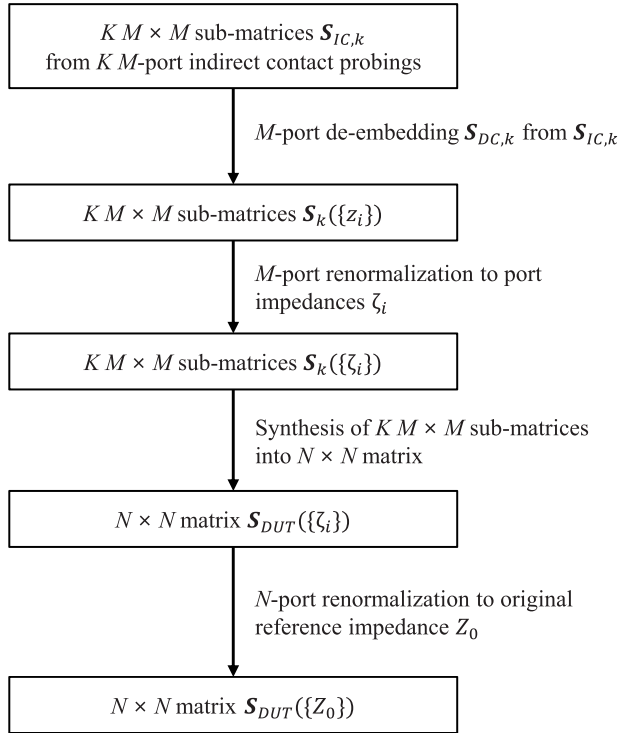 K M × M sub-matrices S_{IC,k}
from K M-port indirect contact probings
M-port de-embedding S_{DC,k} from S_{IC,k}
K M × M sub-matrices S_k({z_i})
M-port renormalization to port
impedances ζ_i
K M × M sub-matrices S_k({ζ_i})
Synthesis of K M × M sub-matrices
into N × N matrix
N × N matrix S_{DUT}({ζ_i})
N-port renormalization to original
reference impedance Z_0
N × N matrix S_{DUT}({Z_0})